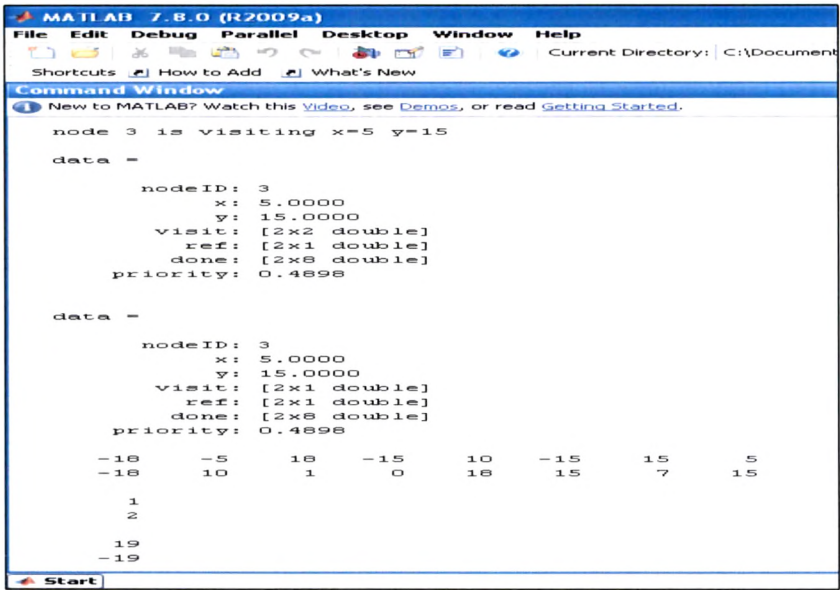 MATLAB 7.8.0 (R2009a)
File Edit Debug Parallel Desktop Window Help
Current Directory: C:\Document
Shortcuts How to Add What's New
Command Window
New to MATLAB? Watch this Video, see Demos, or read Getting Started.
node 3 is visiting x=5 y=15
data =
nodeID: 3
x: 5.0000
y: 15.0000
visit: [2x2 double]
ref: [2x1 double]
done: [2x8 double]
priority: 0.4898
data =
nodeID: 3
x: 5.0000
y: 15.0000
visit: [2x1 double]
ref: [2x1 double]
done: [2x8 double]
priority: 0.4898
-18 -5 18 -15 10 -15 15 5
-18 10 1 0 18 15 7 15
1
2
19
-19
Start